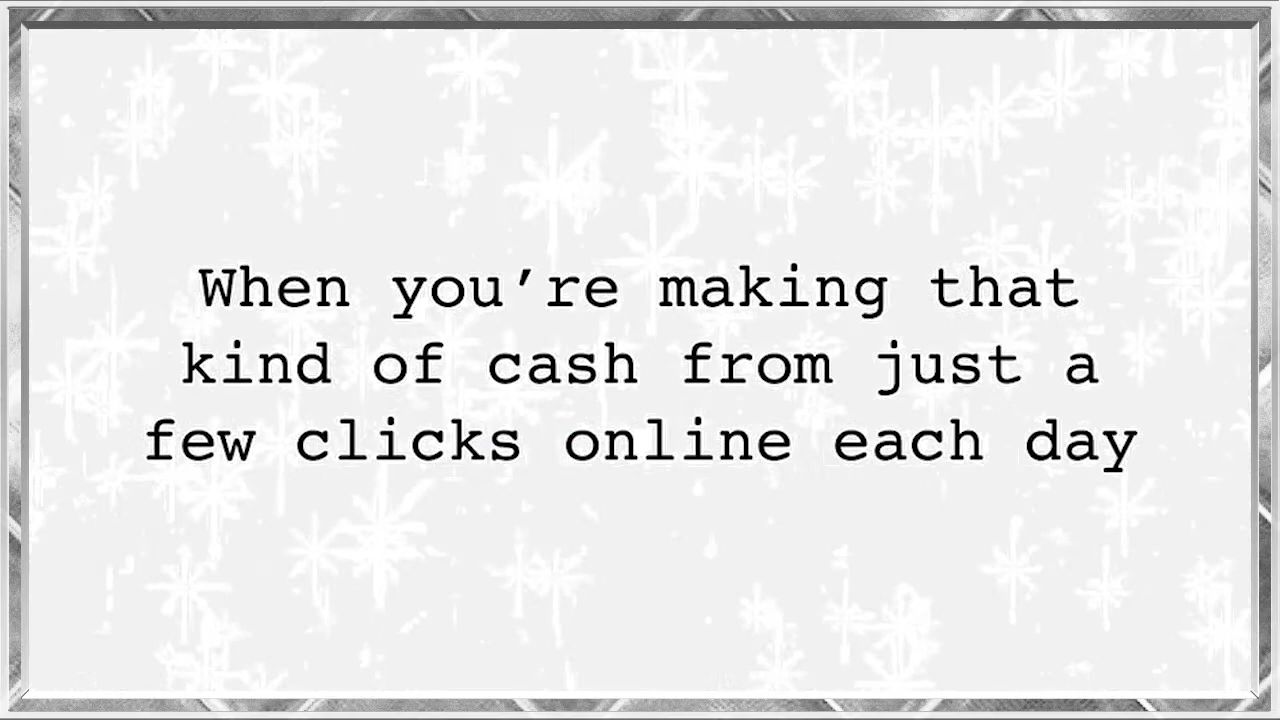 When you’re making that
kind of cash from just a
few clicks online each day